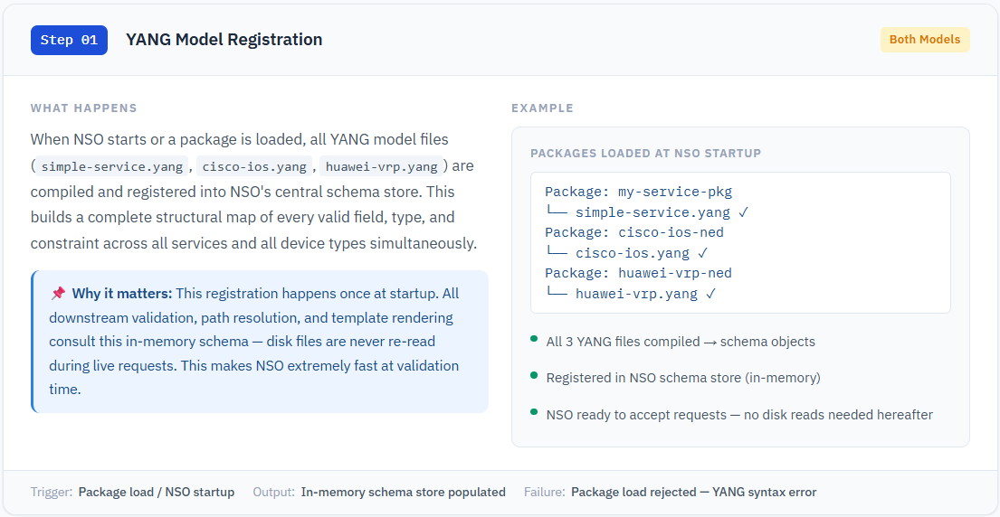 Step 01
YANG Model Registration
Both Models
WHAT HAPPENS
When NSO starts or a package is loaded, all YANG model files
( simple-service.yang , cisco-ios.yang , huawei-vrp.yang ) are
compiled and registered into NSO's central schema store. This
builds a complete structural map of every valid field, type, and
constraint across all services and all device types simultaneously.
📌 Why it matters: This registration happens once at startup. All
downstream validation, path resolution, and template rendering
consult this in-memory schema — disk files are never re-read
during live requests. This makes NSO extremely fast at validation
time.
EXAMPLE
PACKAGES LOADED AT NSO STARTUP
Package: my-service-pkg
└── simple-service.yang ✓
Package: cisco-ios-ned
└── cisco-ios.yang ✓
Package: huawei-vrp-ned
└── huawei-vrp.yang ✓
All 3 YANG files compiled → schema objects
Registered in NSO schema store (in-memory)
NSO ready to accept requests — no disk reads needed hereafter
Trigger: Package load / NSO startup Output: In-memory schema store populated Failure: Package load rejected — YANG syntax error